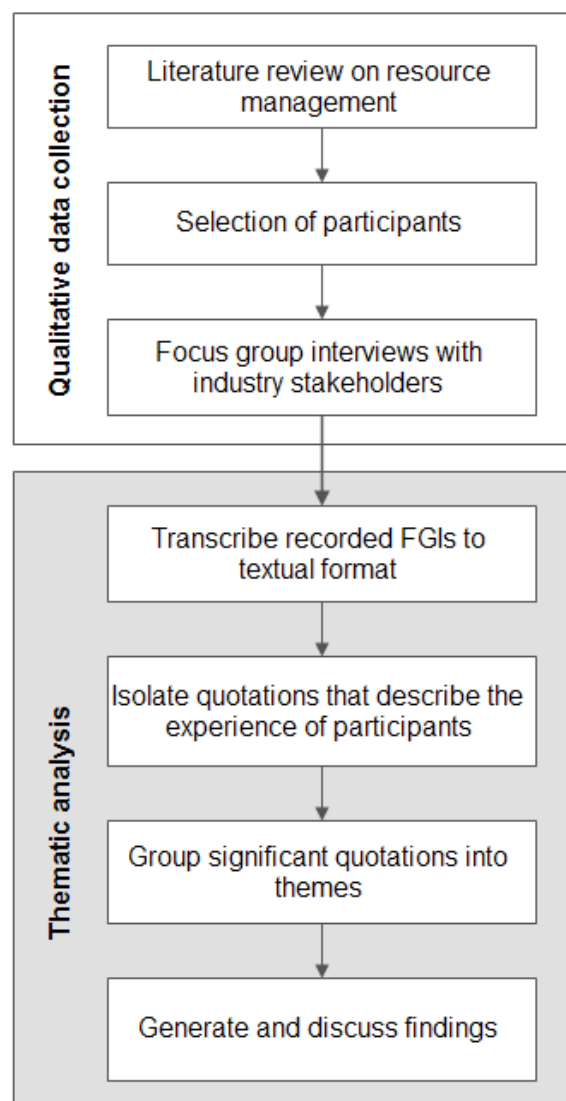 Qualitative data collection
Literature review on resource
management
Selection of participants
Focus group interviews with
industry stakeholders
Thematic analysis
Transcribe recorded FGIs to
textual format
Isolate quotations that describe the
experience of participants
Group significant quotations into
themes
Generate and discuss findings